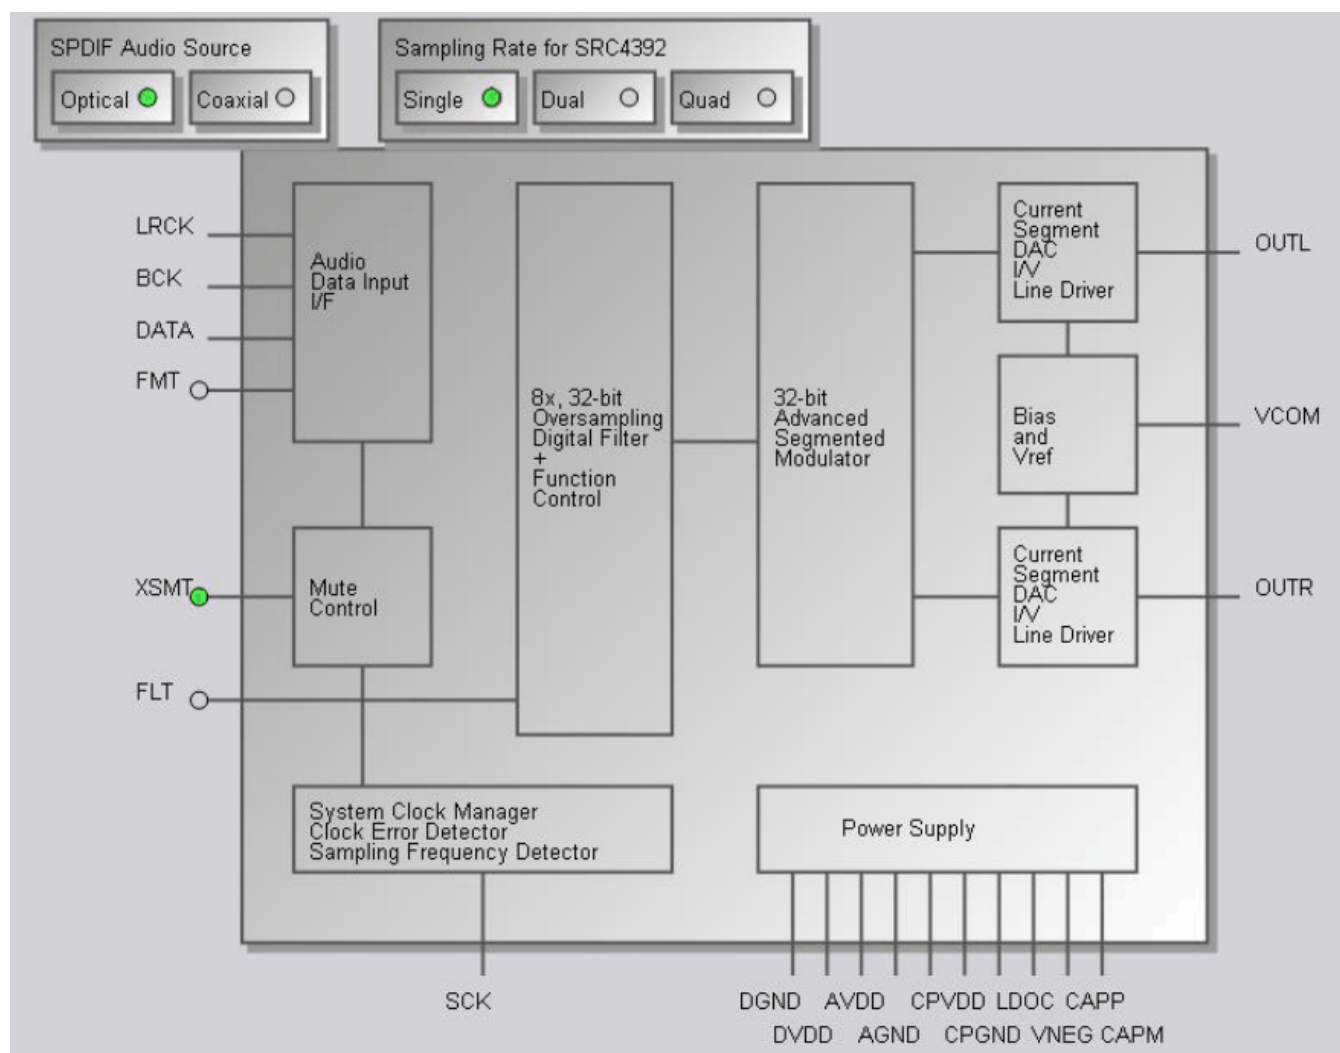 SPDIF Audio Source
Optical
Coaxial
Sampling Rate for SRC4392
Single
Dual
Quad
LRCK
BCK
DATA
FMT
XSMT
FLT
Audio
Data Input
I/F
Mute
Control
8x, 32-bit
Oversampling
Digital Filter
+
Function
Control
32-bit
Advanced
Segmented
Modulator
Current
Segment
DAC
I/V
Line Driver
Bias
and
Vref
Current
Segment
DAC
I/V
Line Driver
OUTL
VCOM
OUTR
System Clock Manager
Clock Error Detector
Sampling Frequency Detector
Power Supply
SCK
DGND AVDD CPVDD LDOC CAPP
DVDD AGND CPGND VNEG CAPM